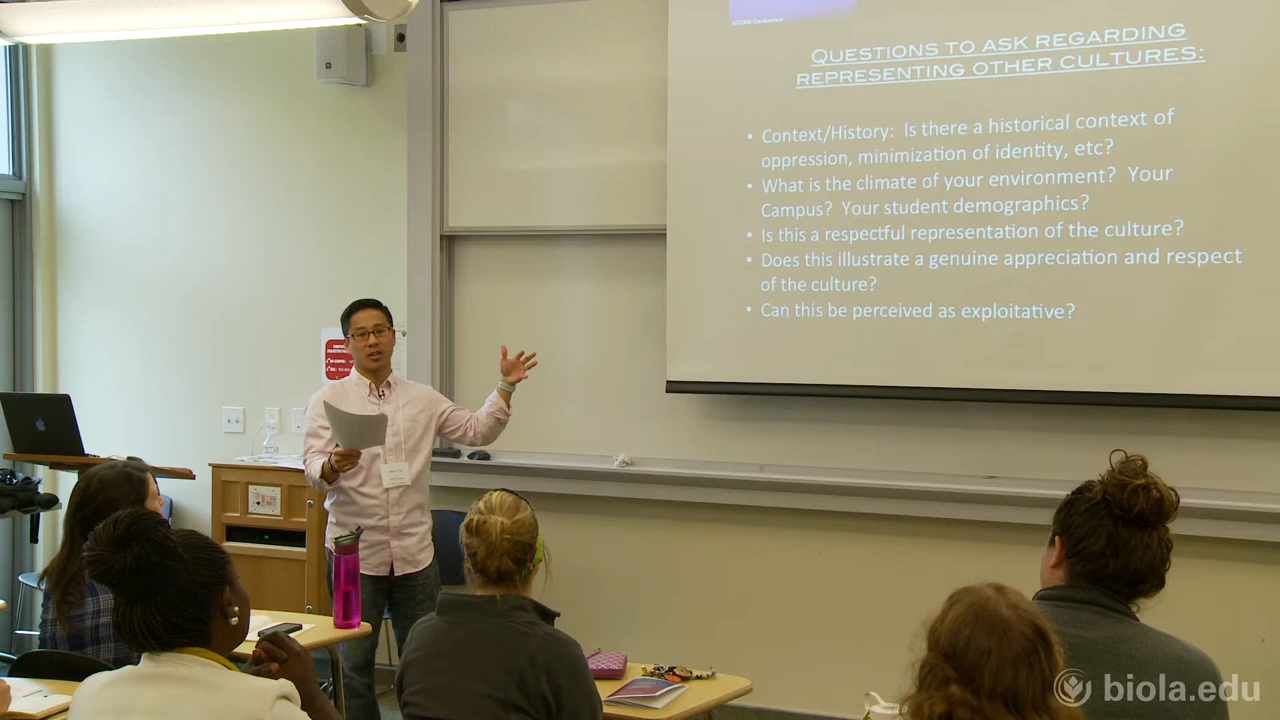 QUESTIONS TO ASK REGARDING
REPRESENTING OTHER CULTURES:
• Context/History: Is there a historical context of
oppression, minimization of identity, etc?
• What is the climate of your environment? Your
Campus? Your student demographics?
• Is this a respectful representation of the culture?
• Does this illustrate a genuine appreciation and respect
of the culture?
• Can this be perceived as exploitative?
biola.edu